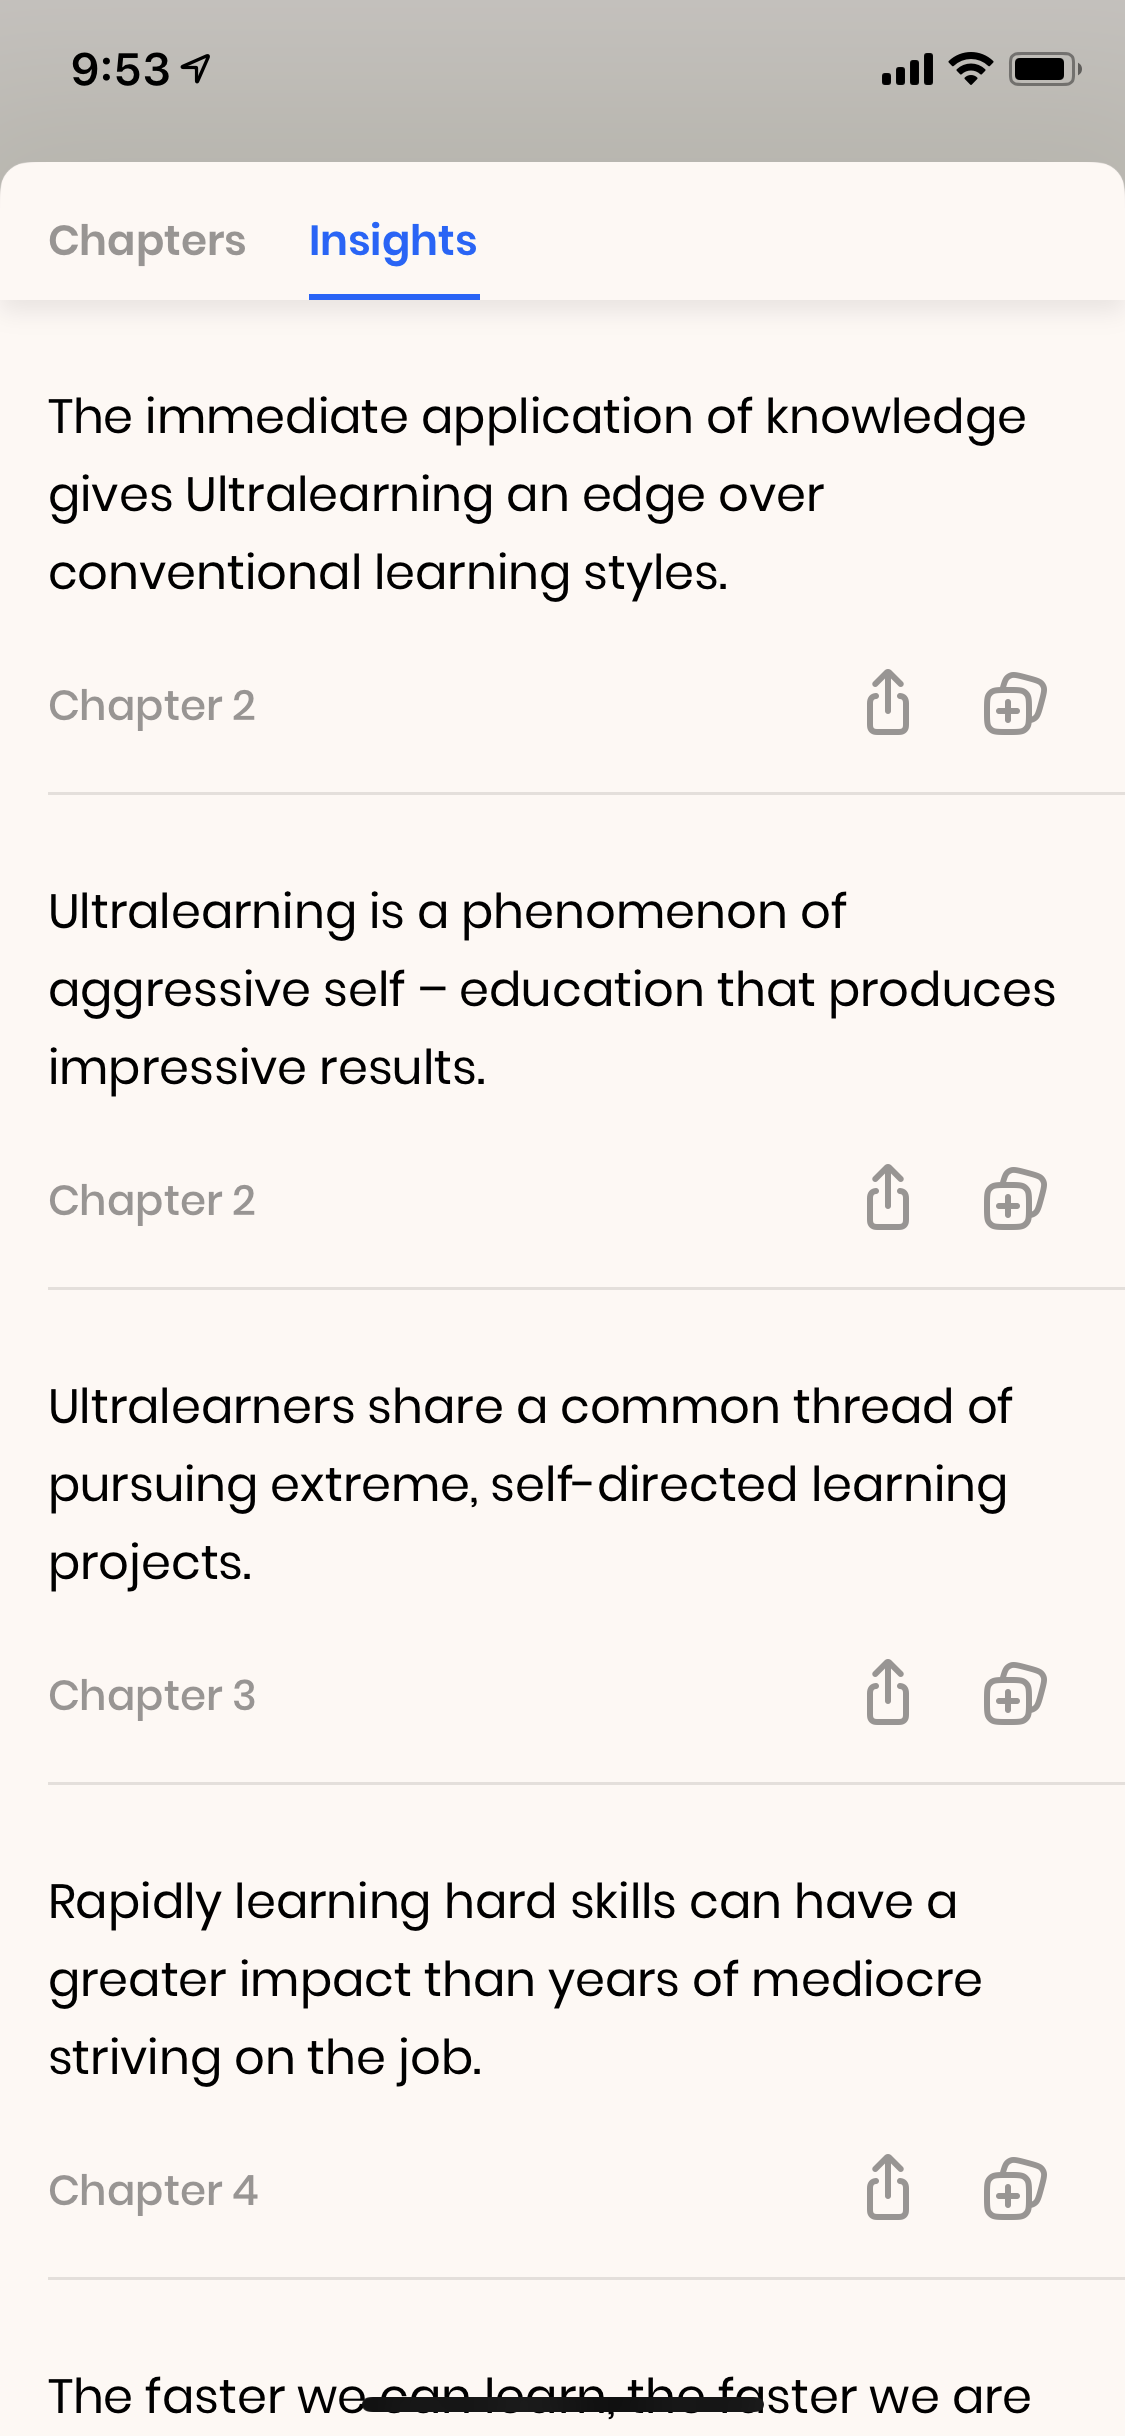 9:53
Chapters Insights
The immediate application of knowledge
gives Ultralearning an edge over
conventional learning styles.
Chapter 2
Ultralearning is a phenomenon of
aggressive self – education that produces
impressive results.
Chapter 2
Ultralearners share a common thread of
pursuing extreme, self-directed learning
projects.
Chapter 3
Rapidly learning hard skills can have a
greater impact than years of mediocre
striving on the job.
Chapter 4
The faster we can learn, the faster we are